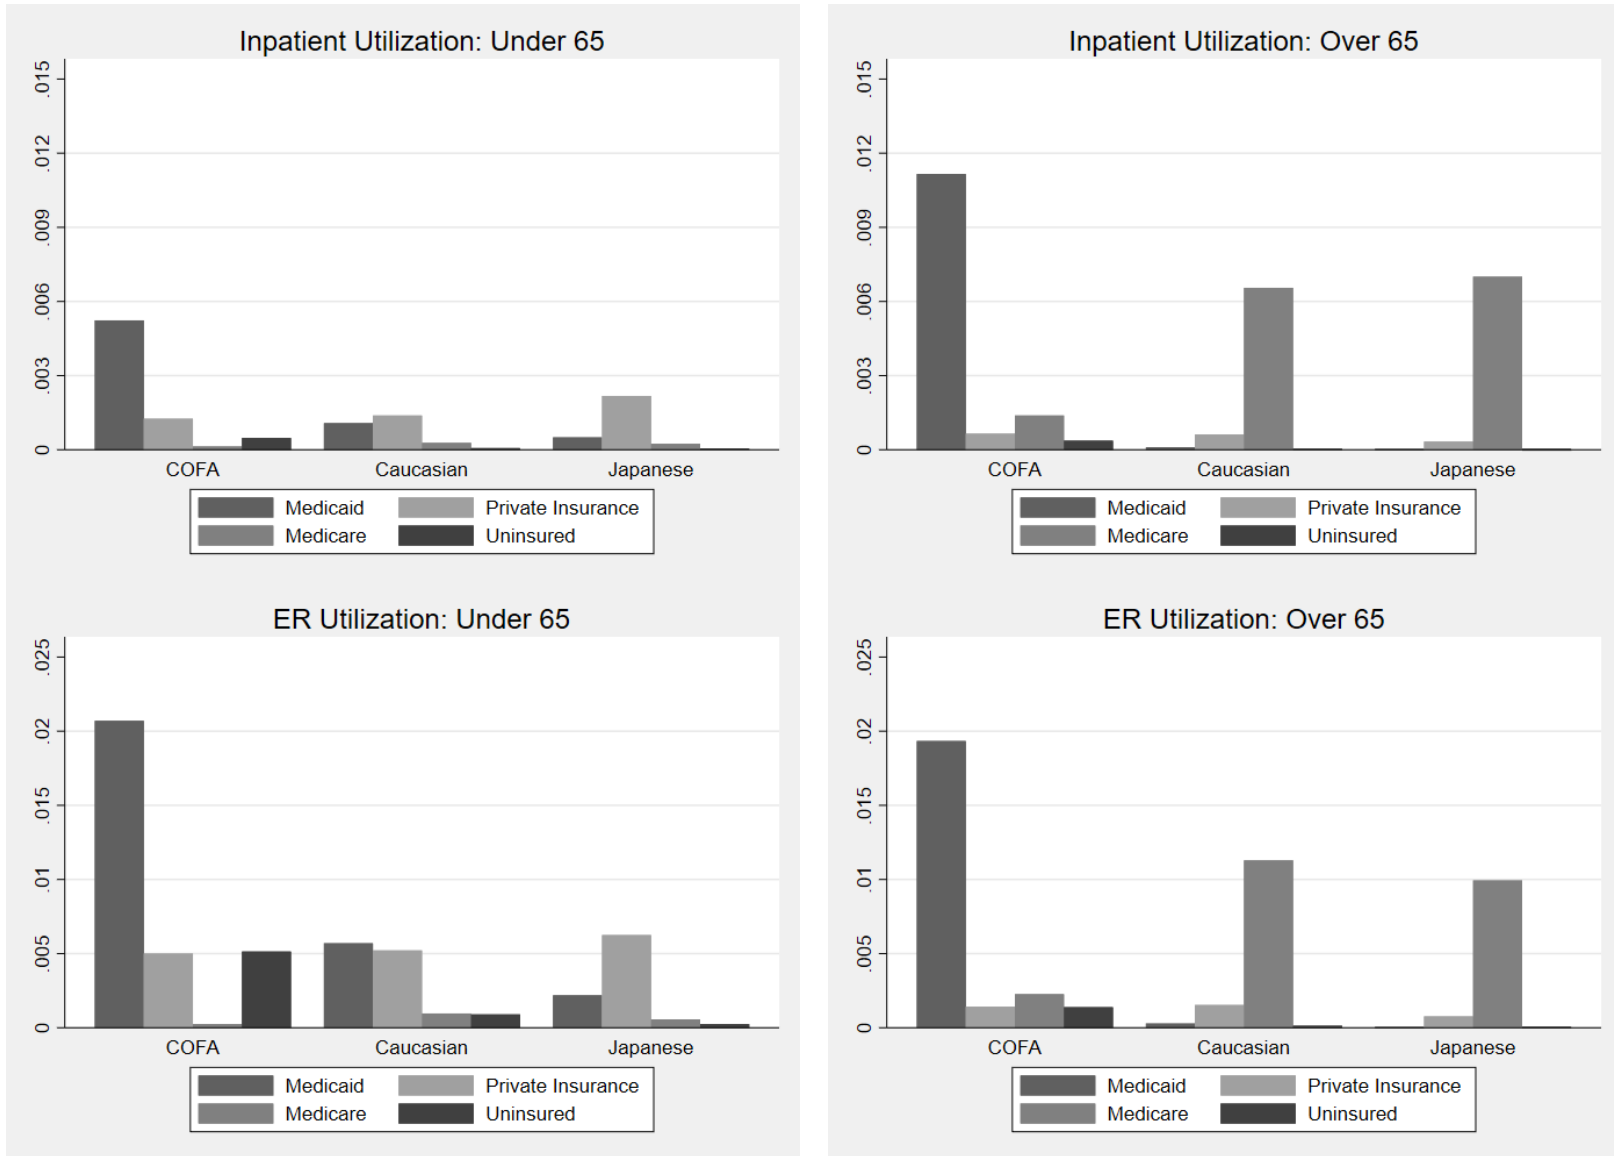 Inpatient Utilization: Under 65
.015
.012
.009
.006
.003
0
COFA Caucasian Japanese
Medicaid Private Insurance
Medicare Uninsured
Inpatient Utilization: Over 65
.015
.012
.009
.006
.003
0
COFA Caucasian Japanese
Medicaid Private Insurance
Medicare Uninsured
ER Utilization: Under 65
.025
.02
.015
.01
.005
0
COFA Caucasian Japanese
Medicaid Private Insurance
Medicare Uninsured
ER Utilization: Over 65
.025
.02
.015
.01
.005
0
COFA Caucasian Japanese
Medicaid Private Insurance
Medicare Uninsured